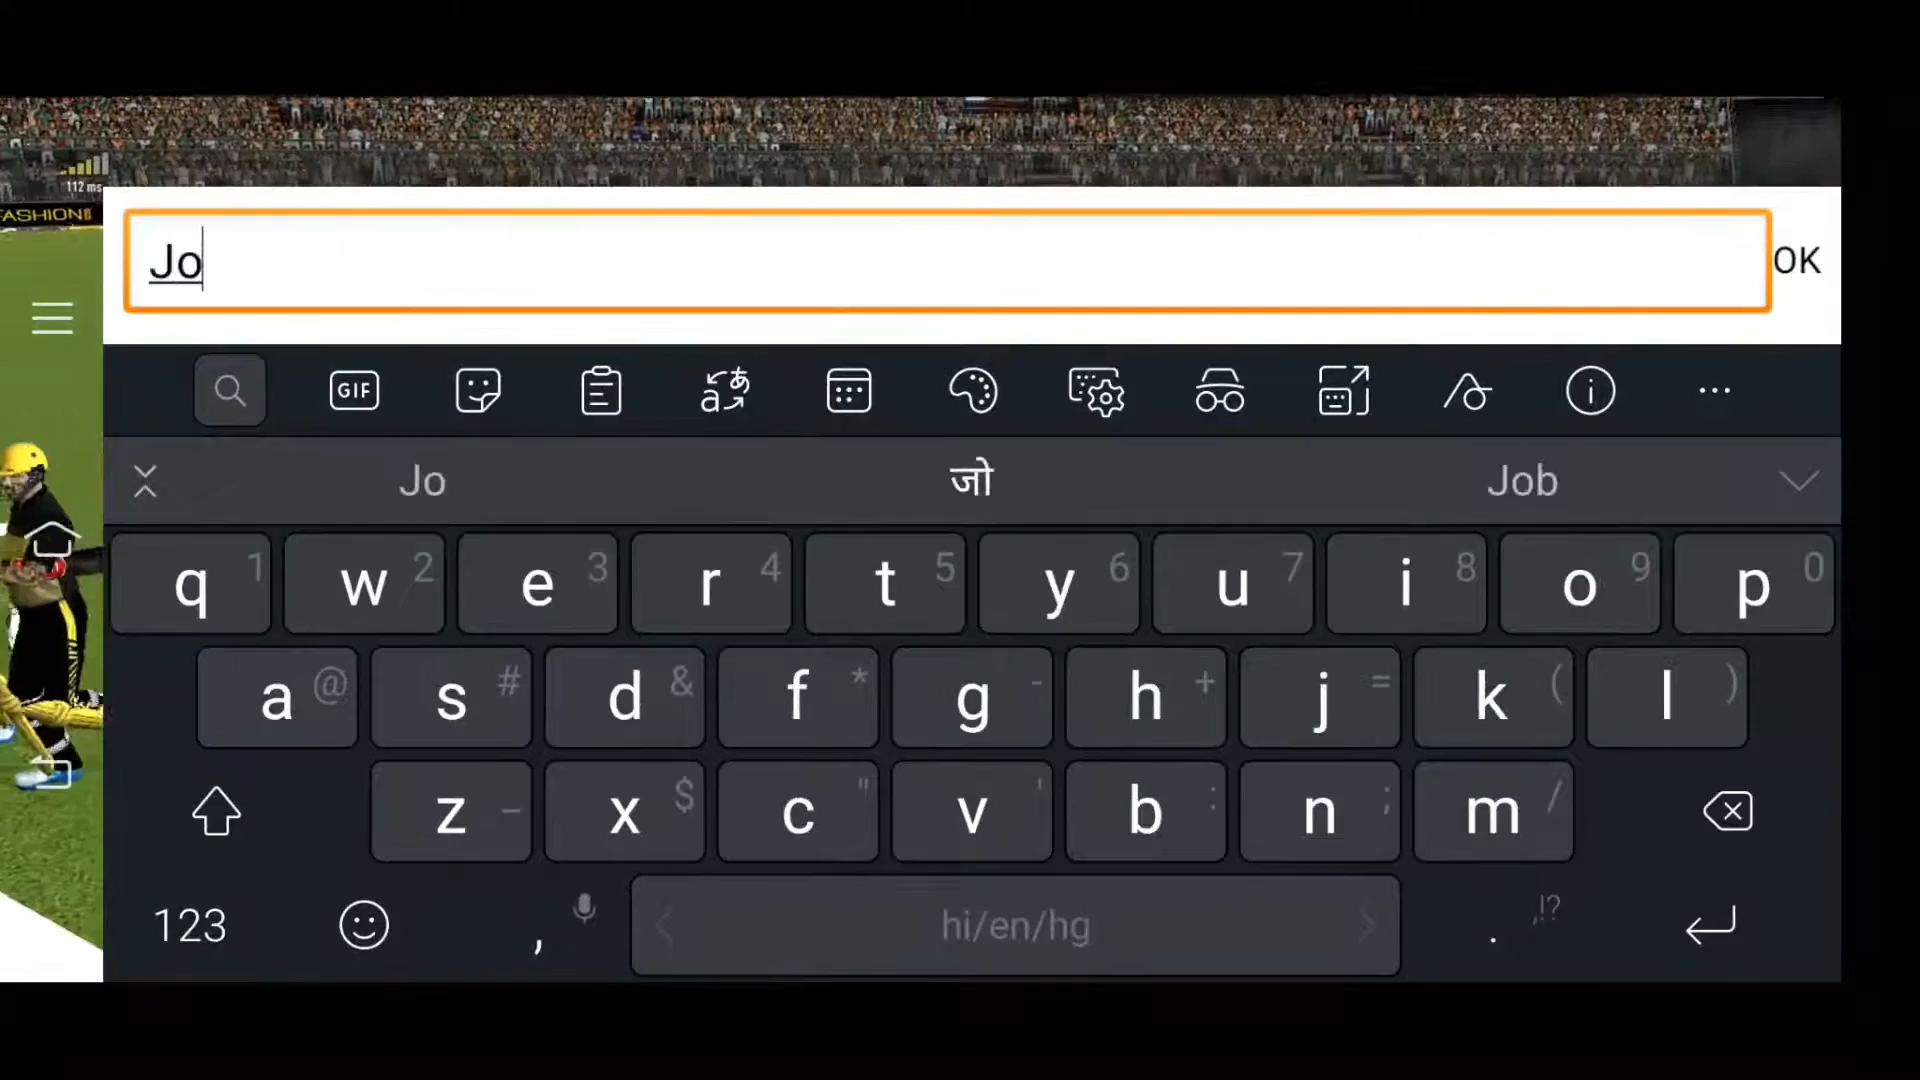 112 ms
FASHION
Jo
OK
GIF
Jo जो Job
q 1 w 2 e 3 r 4 t 5 y 6 u 7 i 8 o 9 p 0
a @ s # d & f * g - h + j = k ( l )
z _ x $ c " v ' b : n ; m /
123 , hi/en/hg . ,!?